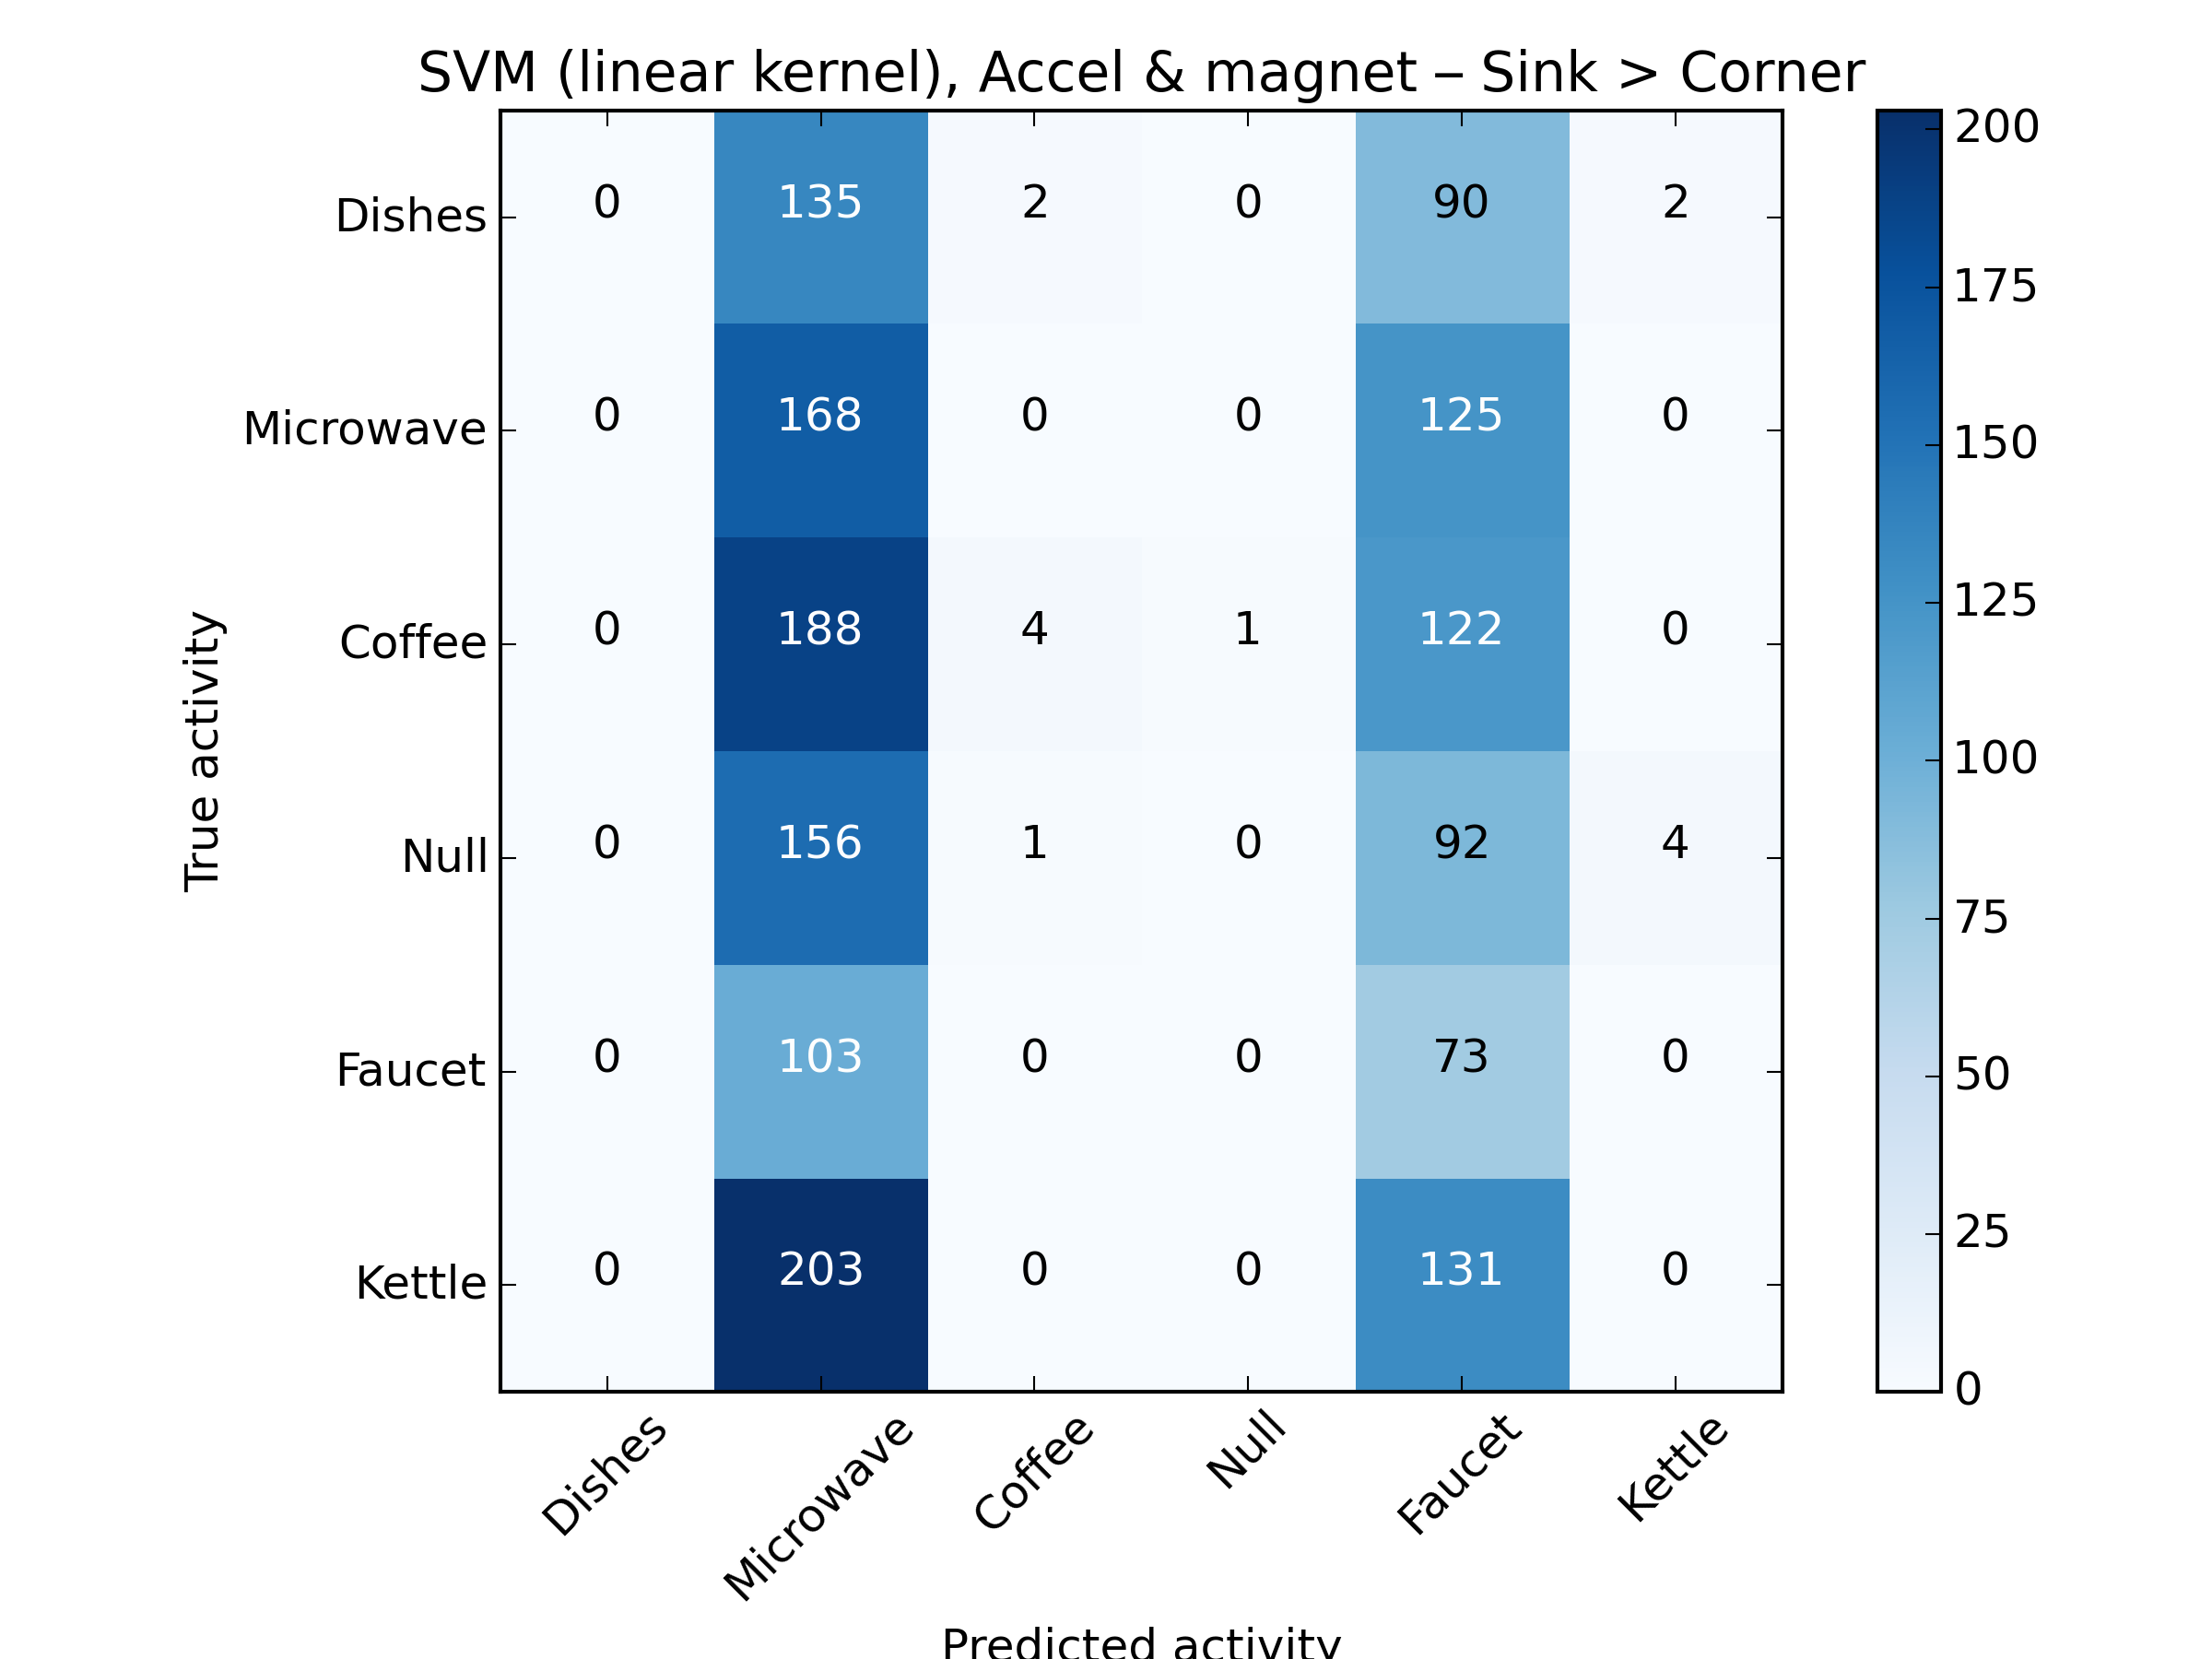 SVM (linear kernel), Accel & magnet – Sink > Corner
Dishes 0 135 2 0 90 2
Microwave 0 168 0 0 125 0
Coffee 0 188 4 1 122 0
Null 0 156 1 0 92 4
Faucet 0 103 0 0 73 0
Kettle 0 203 0 0 131 0
True activity
Dishes Microwave Coffee Null Faucet Kettle
Predicted activity
200
175
150
125
100
75
50
25
0